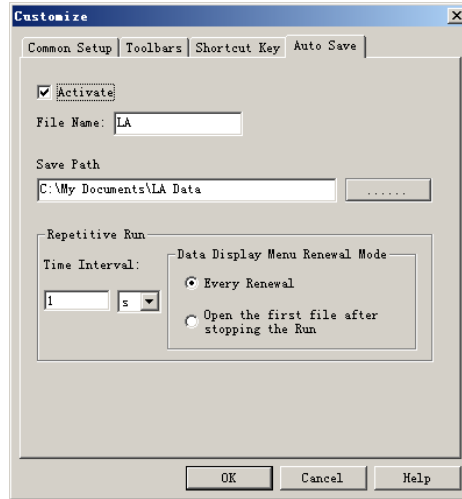 Customize
Common Setup Toolbars Shortcut Key Auto Save
Activate
File Name: LA
Save Path
C:\My Documents\LA Data ......
Repetitive Run
Time Interval:
1 s
Data Display Menu Renewal Mode
Every Renewal
Open the first file after
stopping the Run
OK Cancel Help